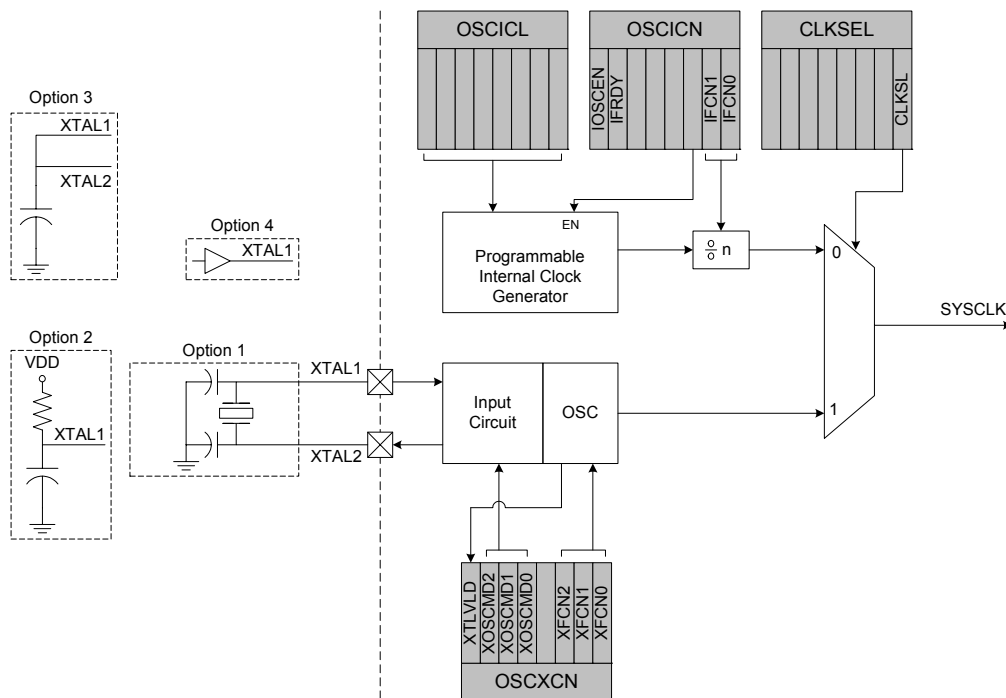 OSCICL
OSCICN
CLKSEL
IOSCEN
IFRDY
IFCN1
IFCN0
CLKSL
Option 3
XTAL1
XTAL2
Option 4
XTAL1
EN
Programmable
Internal Clock
Generator
n
0
SYSCLK
Option 2
VDD
XTAL1
Option 1
XTAL1
XTAL2
Input
Circuit
OSC
1
XTLVLD
XOSCMD2
XOSCMD1
XOSCMD0
XFCN2
XFCN1
XFCN0
OSCXCN